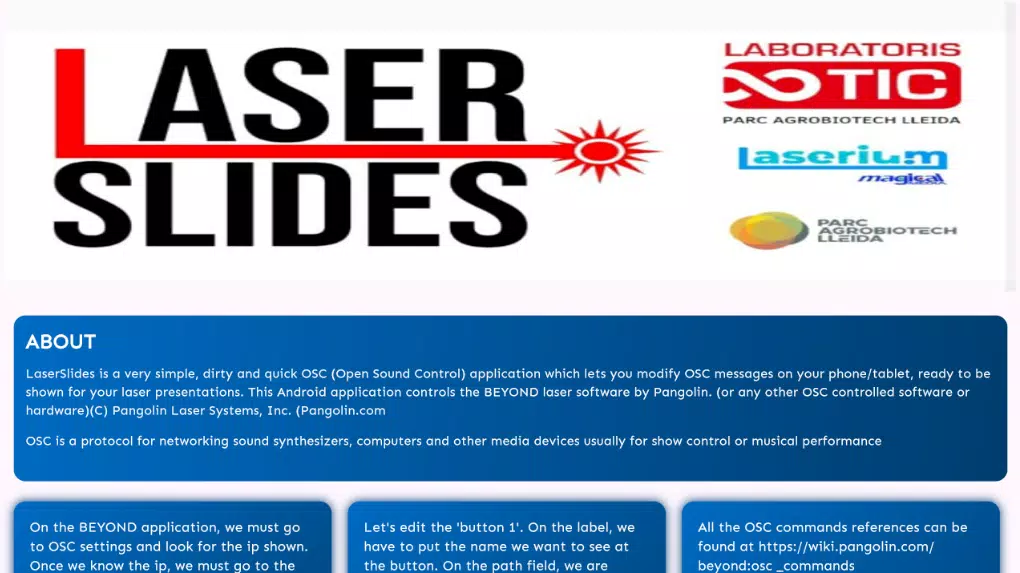 LASER
SLIDES
LABORATORIS
TIC
PARC AGROBIOTECH LLEIDA
Laserium
magical
PARC
AGROBIOTECH
LLEIDA
ABOUT
LaserSlides is a very simple, dirty and quick OSC (Open Sound Control) application which lets you modify OSC messages on your phone/tablet, ready to be
shown for your laser presentations. This Android application controls the BEYOND laser software by Pangolin. (or any other OSC controlled software or
hardware)(C) Pangolin Laser Systems, Inc. (Pangolin.com
OSC is a protocol for networking sound synthesizers, computers and other media devices usually for show control or musical performance
On the BEYOND application, we must go
to OSC settings and look for the ip shown.
Once we know the ip, we must go to the
Let's edit the 'button 1'. On the label, we
have to put the name we want to see at
the button. On the path field, we are
All the OSC commands references can be
found at https://wiki.pangolin.com/
beyond:osc _commands